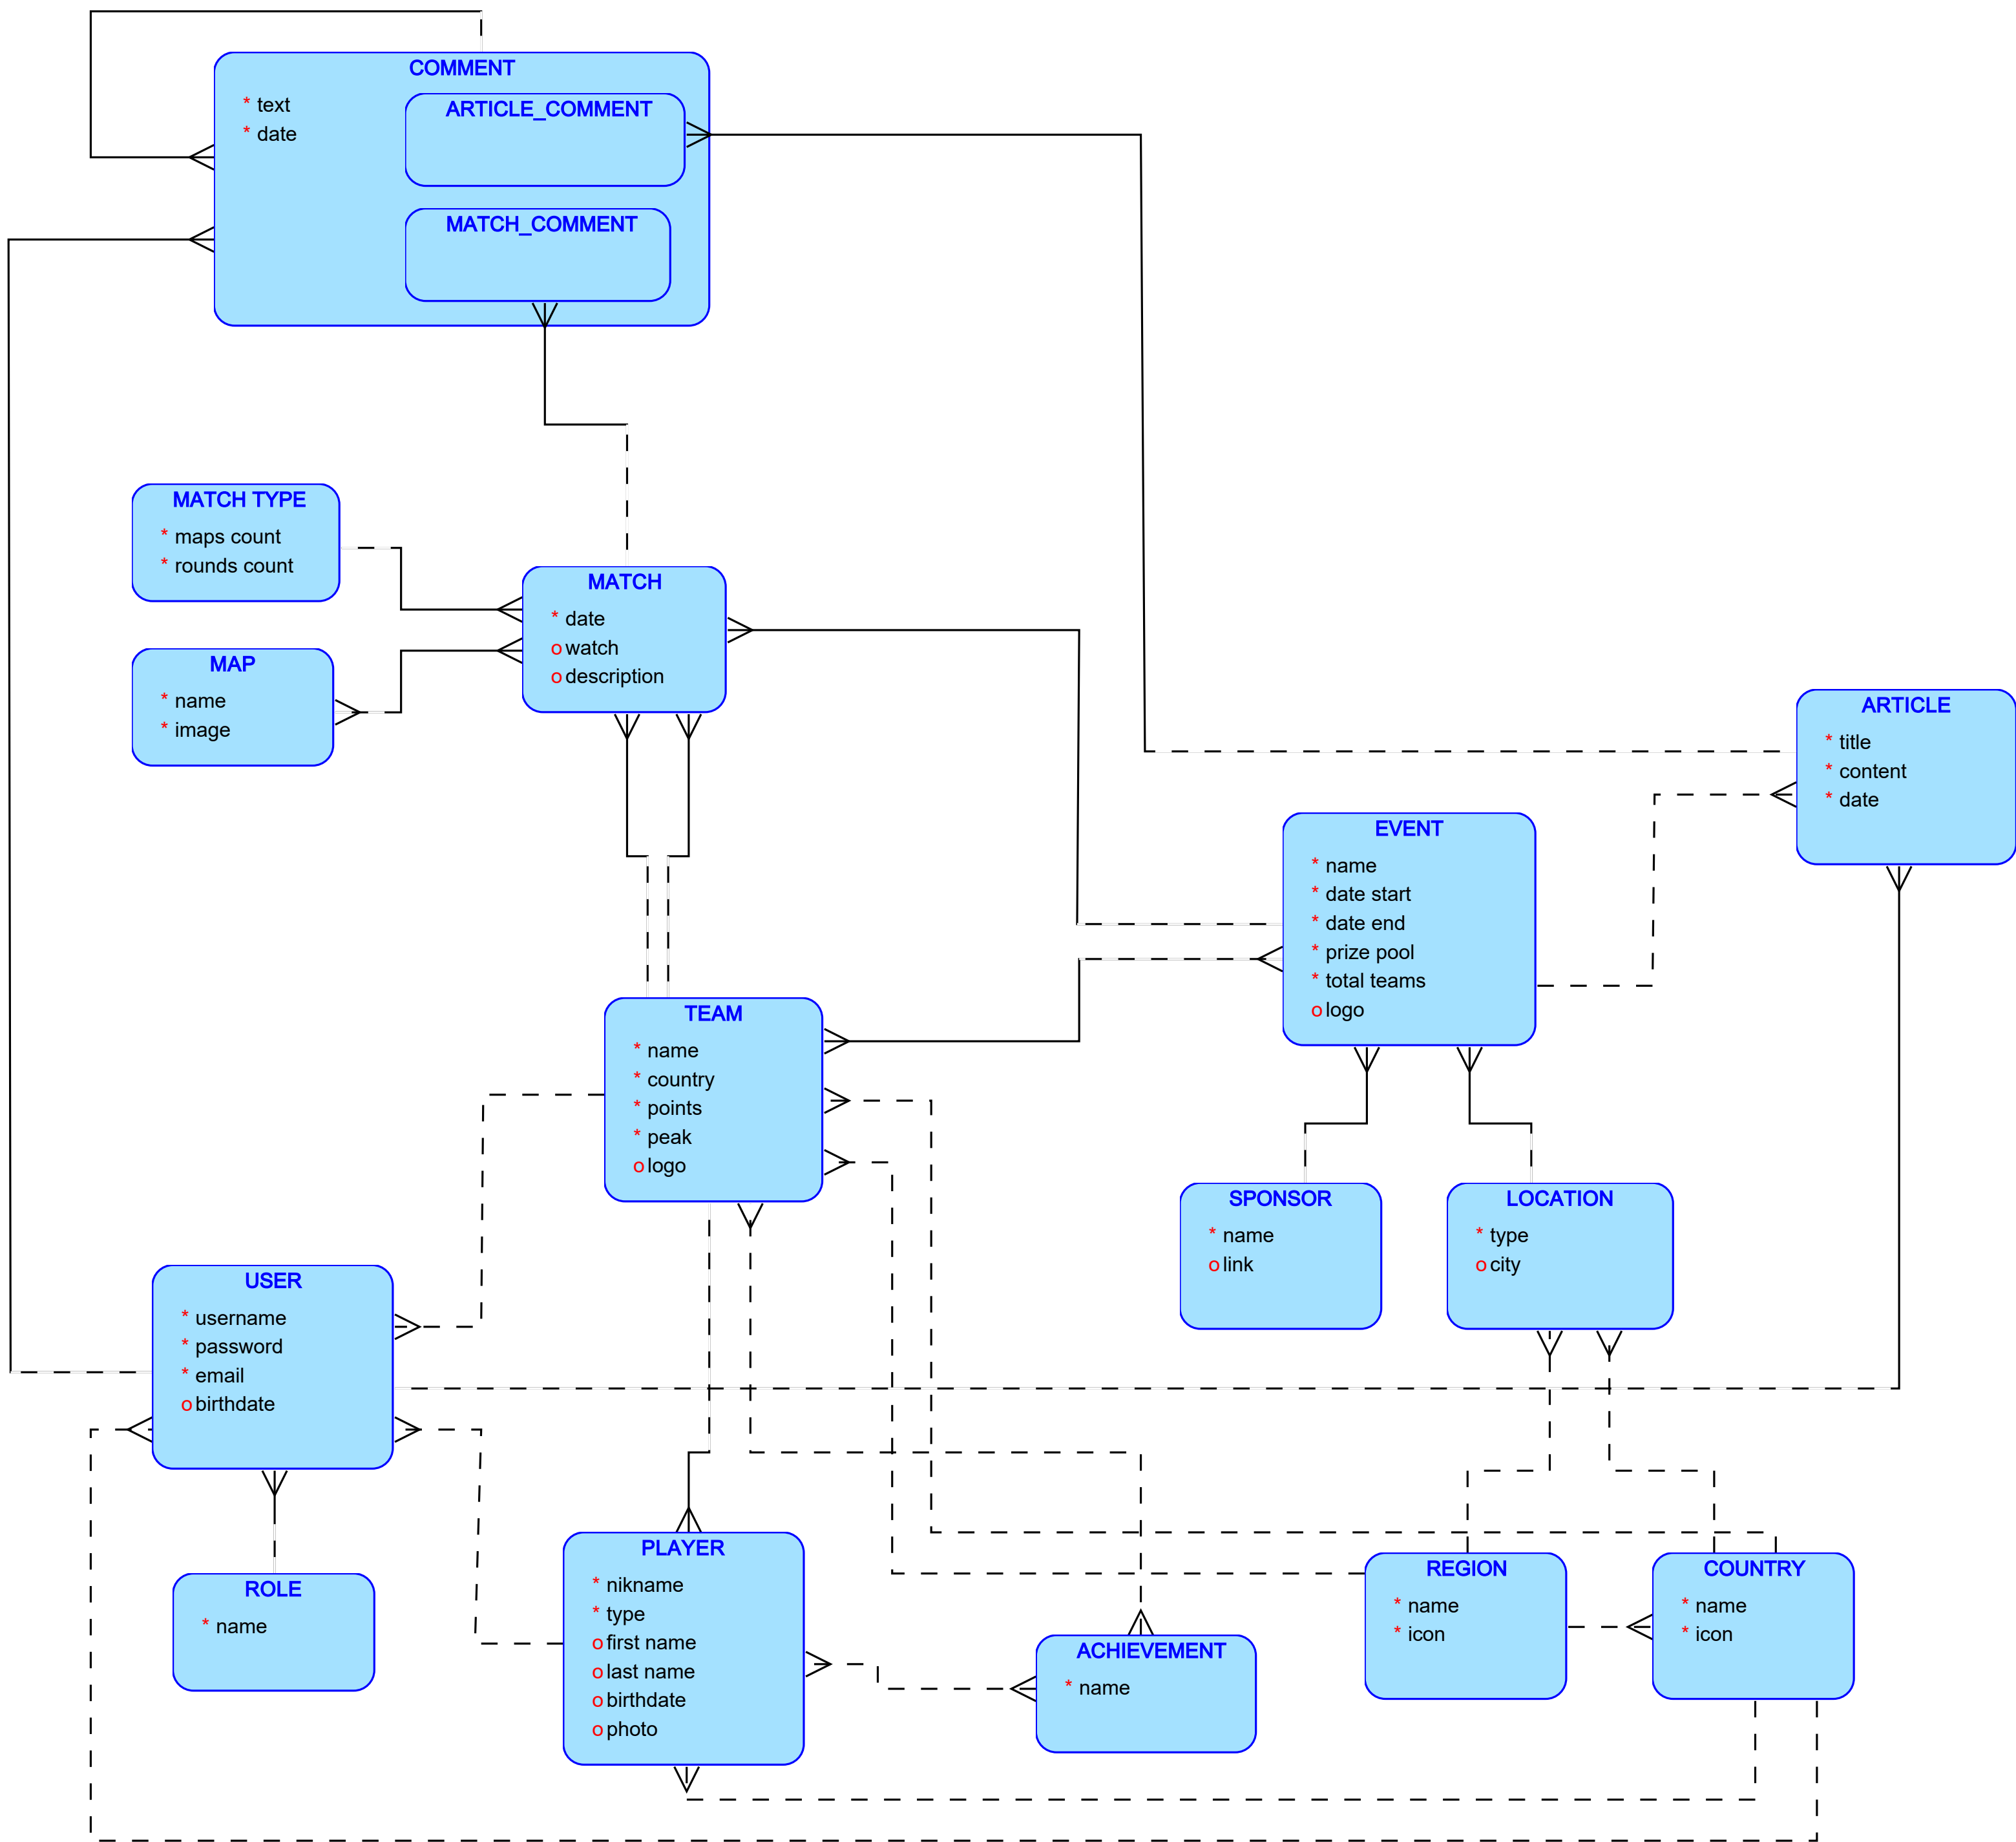 COMMENT
* text
* date
ARTICLE_COMMENT
MATCH_COMMENT
MATCH TYPE
* maps count
* rounds count
MATCH
* date
o watch
o description
MAP
* name
* image
ARTICLE
* title
* content
* date
EVENT
* name
* date start
* date end
* prize pool
* total teams
o logo
TEAM
* name
* country
* points
* peak
o logo
SPONSOR
* name
o link
LOCATION
* type
o city
USER
* username
* password
* email
o birthdate
ROLE
* name
PLAYER
* nikname
* type
o first name
o last name
o birthdate
o photo
ACHIEVEMENT
* name
REGION
* name
* icon
COUNTRY
* name
* icon